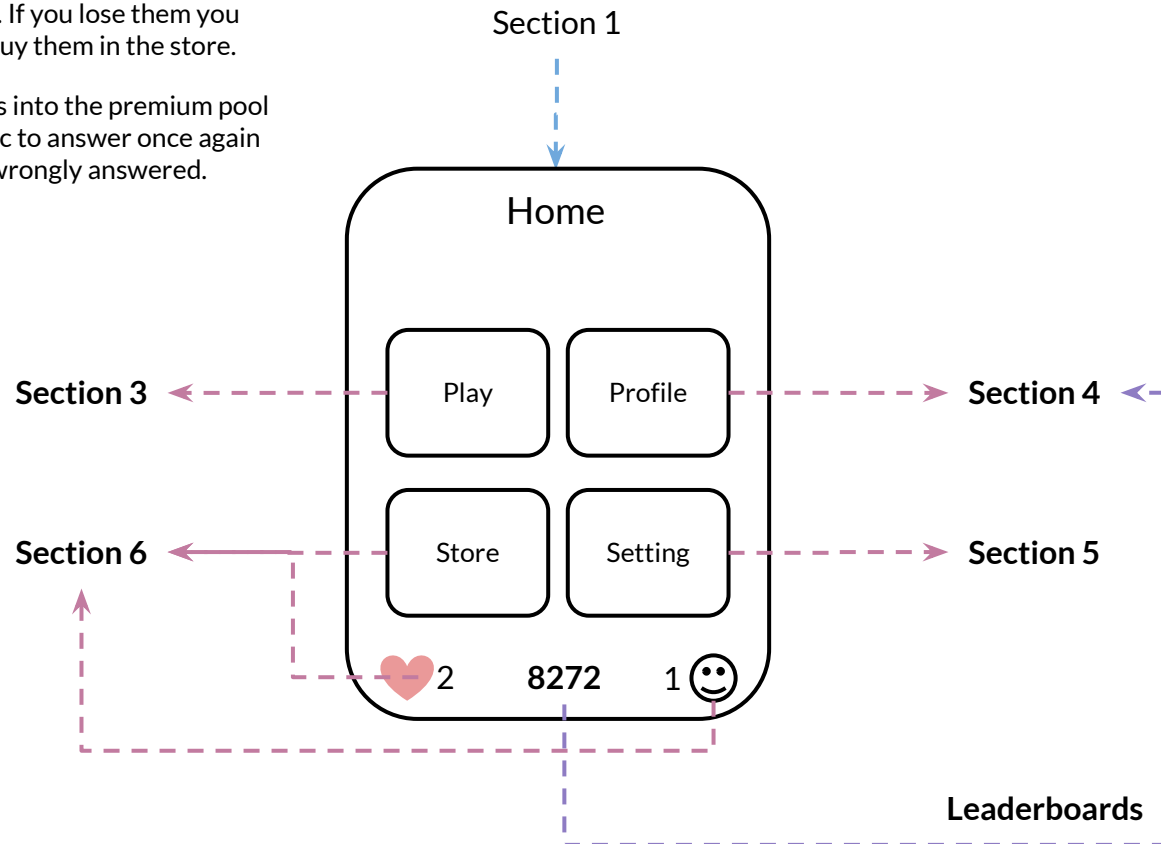 . If you lose them you
uy them in the store.
s into the premium pool
c to answer once again
wrongly answered.
Section 1
Home
Section 3
Play
Profile
Section 4
Section 6
Store
Setting
Section 5
2
8272
1
Leaderboards